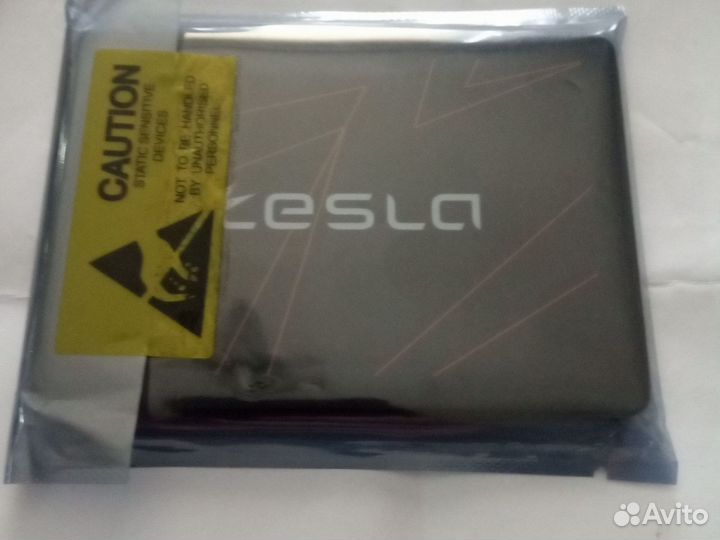 CAUTION
STATIC SENSITIVE
DEVICES
NOT TO BE HANDLED
BY UNAUTHORISED
PERSONNEL
tesla
Avito